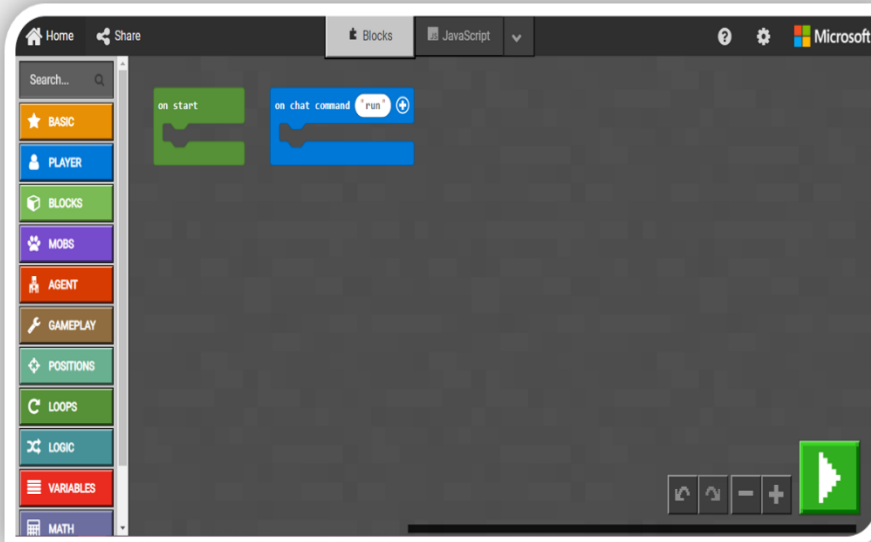 Home Share Blocks JavaScript Microsoft
Search...
on start
on chat command "run"
BASIC
PLAYER
BLOCKS
MOBS
AGENT
GAMEPLAY
POSITIONS
LOOPS
LOGIC
VARIABLES
MATH